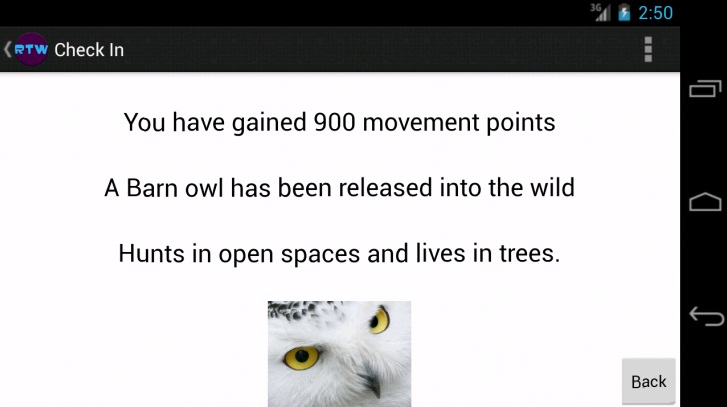 3G 2:50
RTW Check In
You have gained 900 movement points
A Barn owl has been released into the wild
Hunts in open spaces and lives in trees.
Back